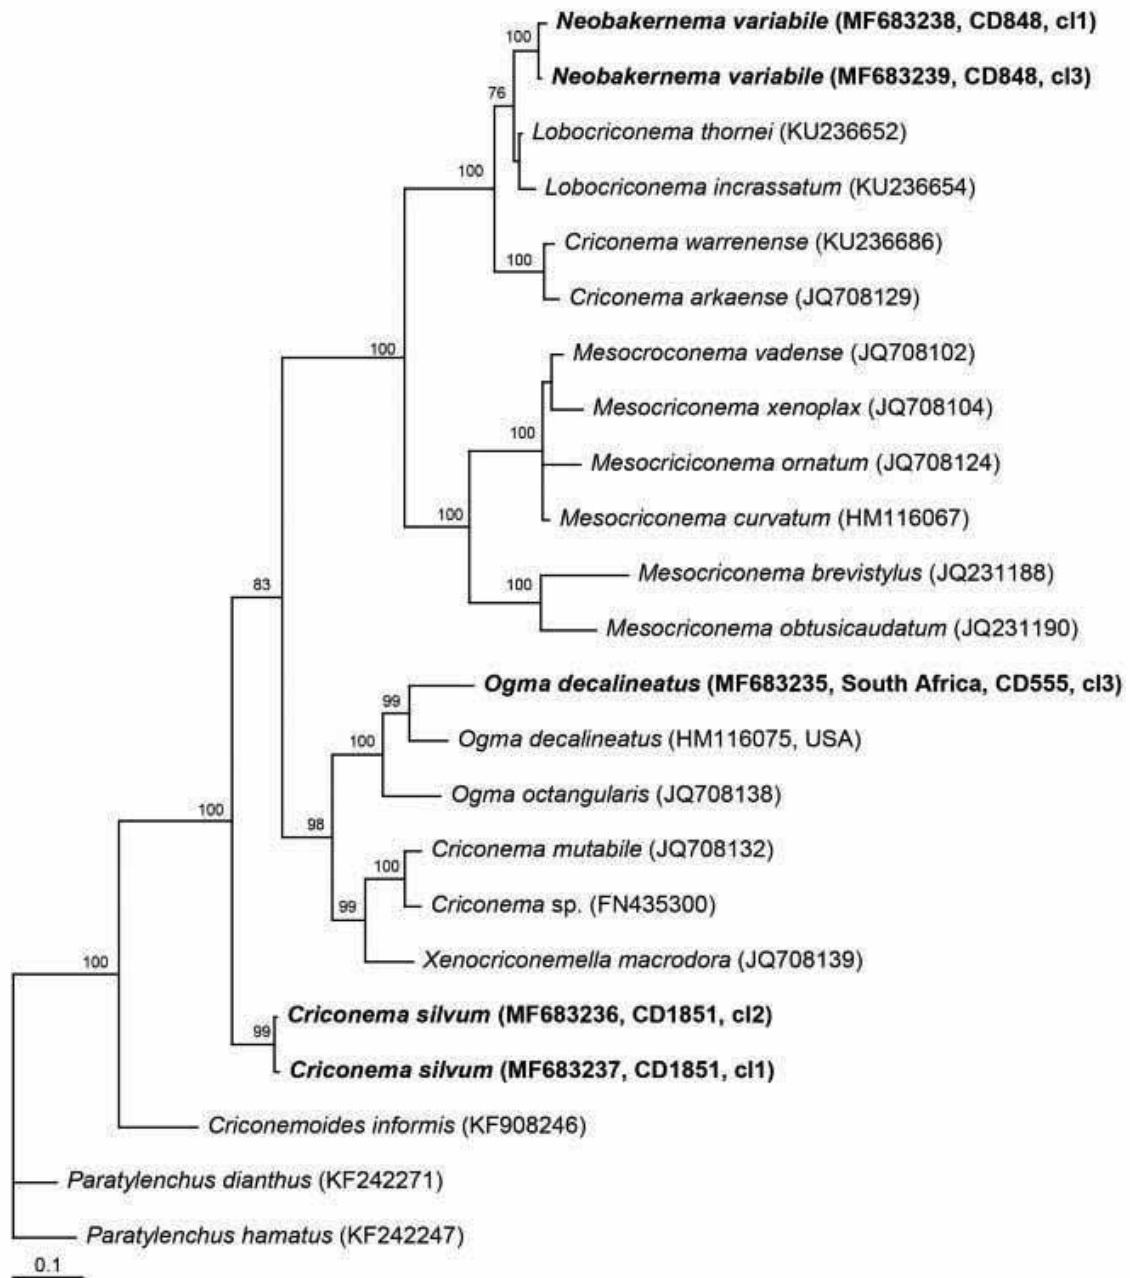 Neobakernema variabile (MF683238, CD848, cl1)
100
Neobakernema variabile (MF683239, CD848, cl3)
76
Lobocriconema thornei (KU236652)
100
Lobocriconema incrassatum (KU236654)
Criconema warrenense (KU236686)
100
Criconema arkaense (JQ708129)
100
Mesocroconema vadense (JQ708102)
Mesocriconema xenoplax (JQ708104)
100
Mesocriciconema ornatum (JQ708124)
100
Mesocriconema curvatum (HM116067)
Mesocriconema brevistylus (JQ231188)
100
83
Mesocriconema obtusicaudatum (JQ231190)
Ogma decalineatus (MF683235, South Africa, CD555, cl3)
99
Ogma decalineatus (HM116075, USA)
100
Ogma octangularis (JQ708138)
100
98
Criconema mutabile (JQ708132)
100
Criconema sp. (FN435300)
99
Xenocriconemella macrodora (JQ708139)
100
Criconema silvum (MF683236, CD1851, cl2)
99
Criconema silvum (MF683237, CD1851, cl1)
Criconemoides informis (KF908246)
Paratylenchus dianthus (KF242271)
Paratylenchus hamatus (KF242247)
0.1